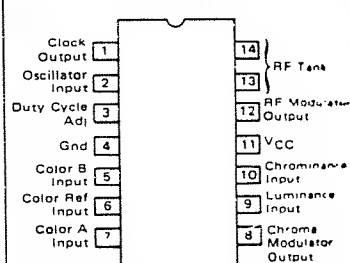 Clock
Output 1
Oscillator
Input 2
Duty Cycle
Adj 3
Gnd 4
Color B
Input 5
Color Ref
Input 6
Color A
Input 7
14
RF Tank
13
RF Modulator
12 Output
11 VCC
Chrominance
10 Input
Luminance
9 Input
8 Chroma
Modulator
Output